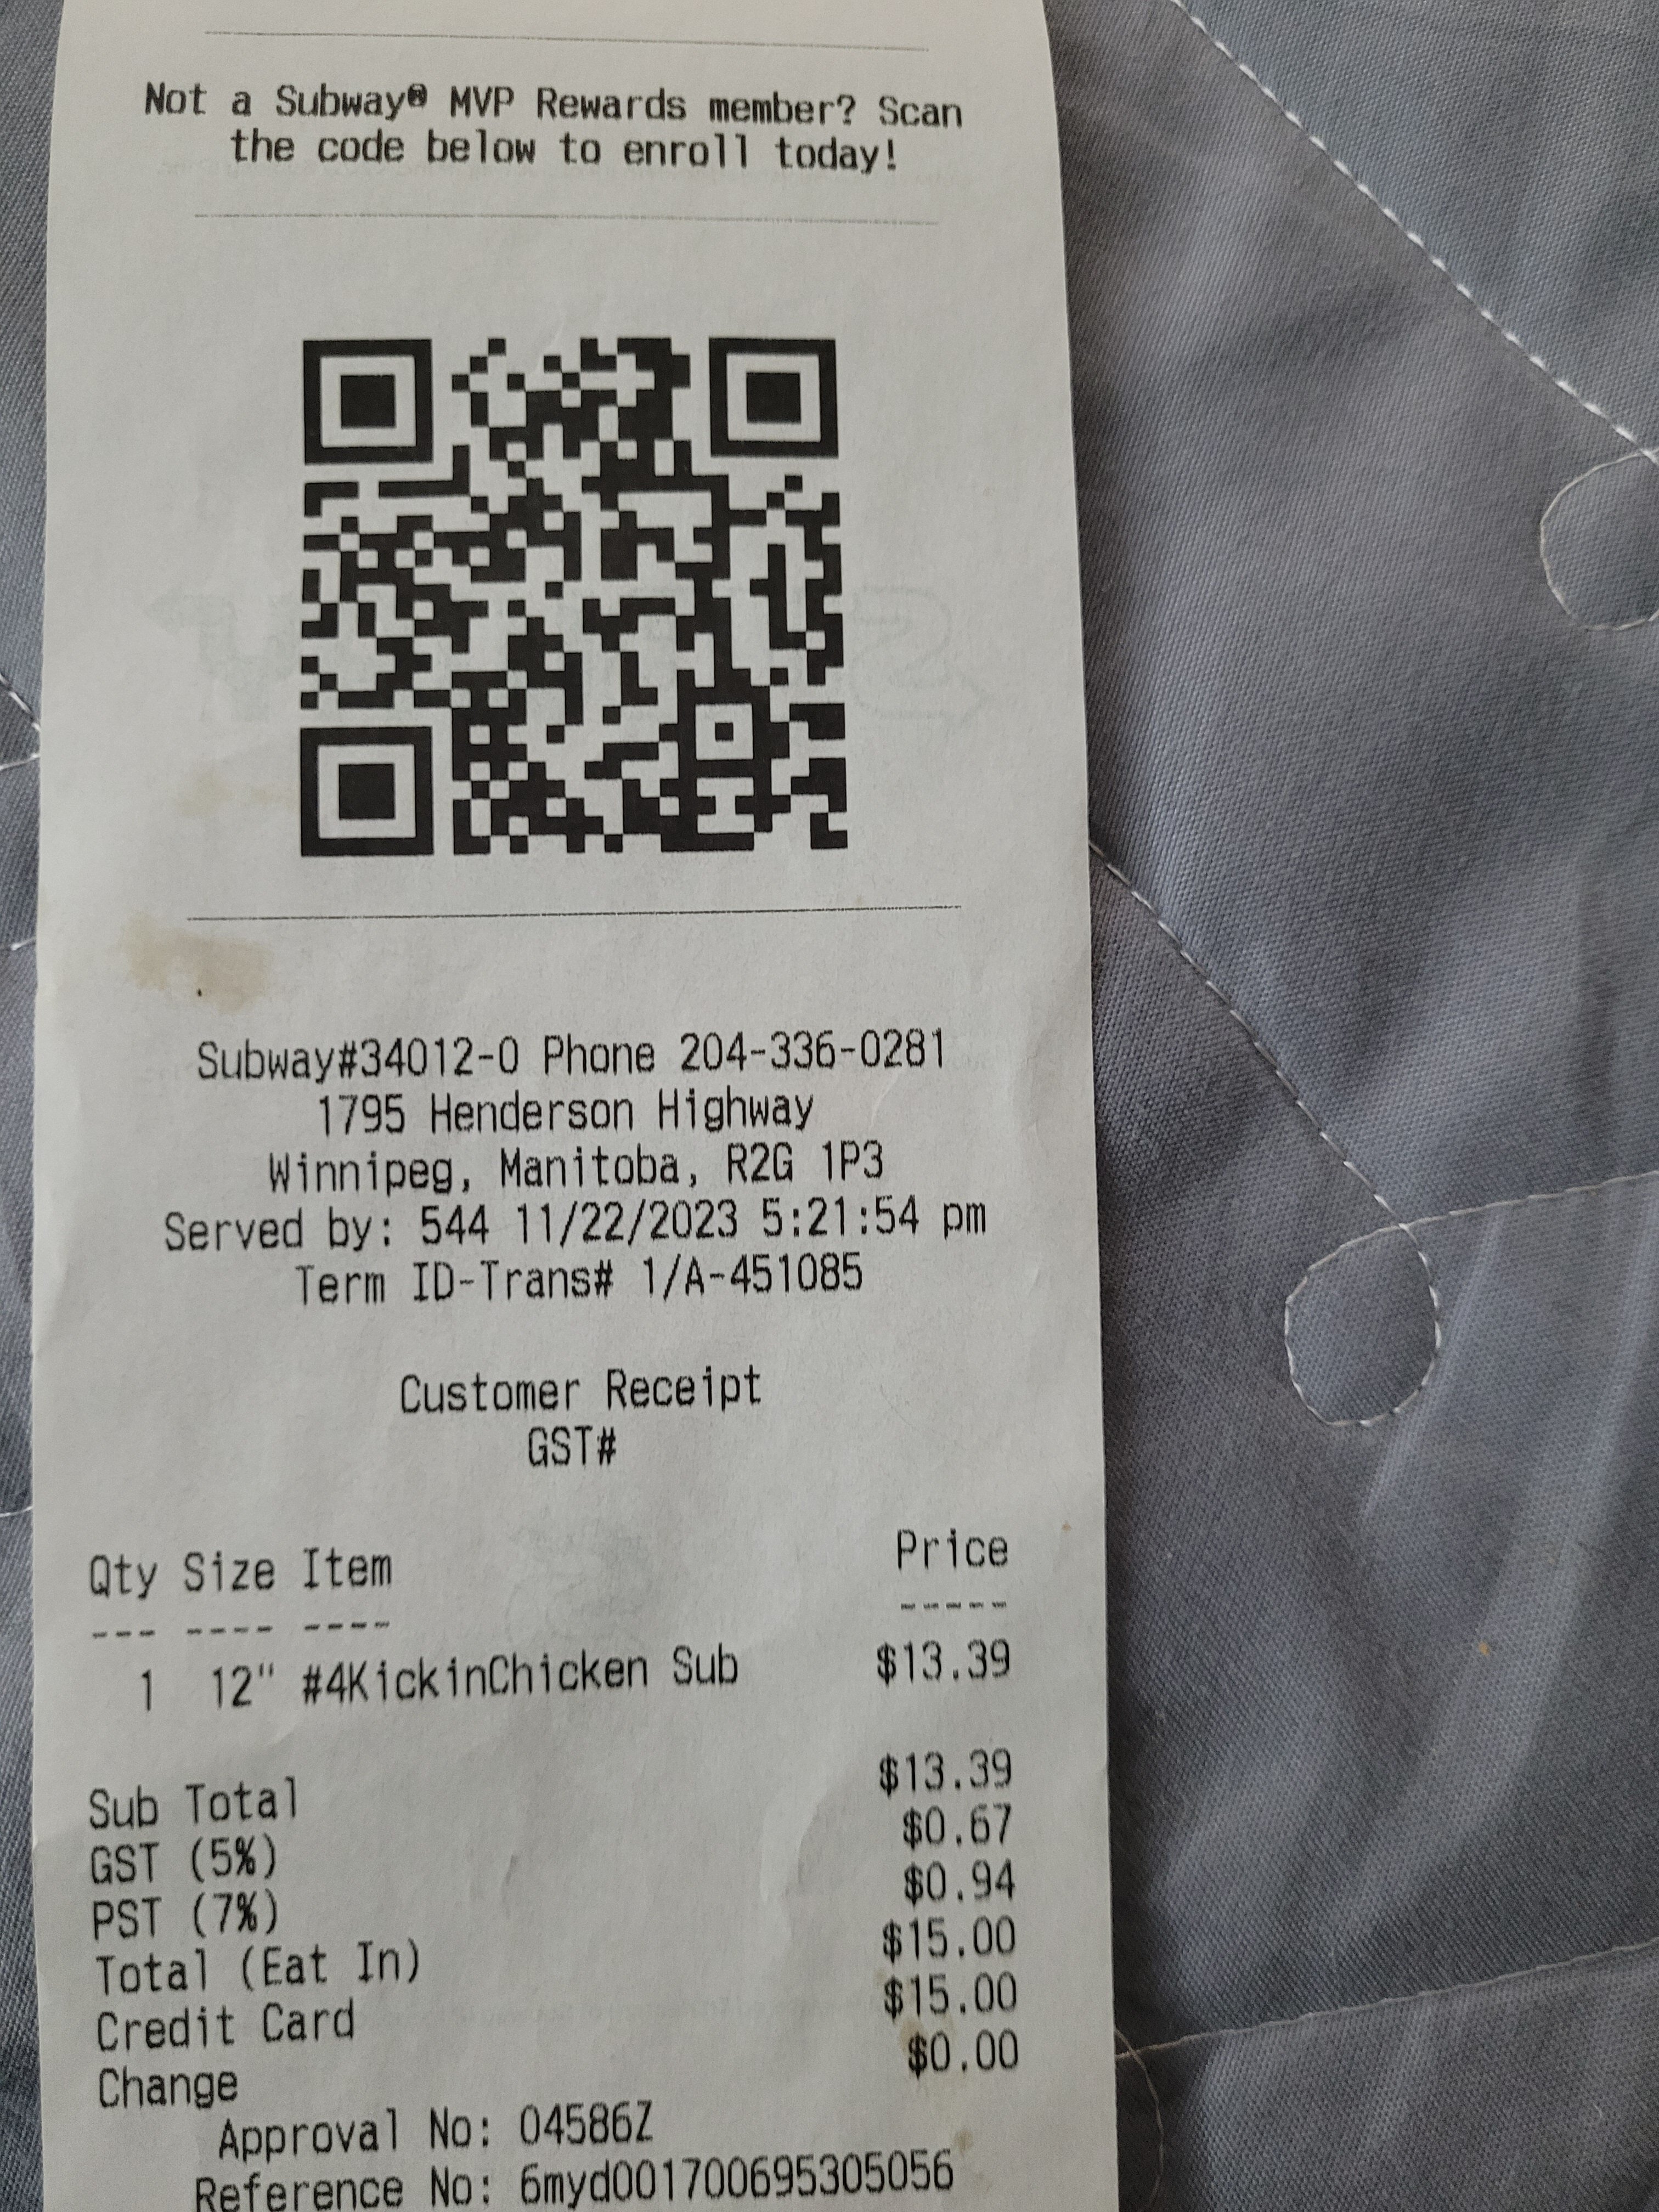 Not a Subway® MVP Rewards member? Scan
the code below to enroll today!
Subway#34012-0 Phone 204-336-0281
1795 Henderson Highway
Winnipeg, Manitoba, R2G 1P3
Served by: 544 11/22/2023 5:21:54 pm
Term ID-Trans# 1/A-451085
Customer Receipt
GST#
Qty Size Item Price
--- ---- ---- -----
1 12" #4KickinChicken Sub $13.39
Sub Total $13.39
GST (5%) $0.67
PST (7%) $0.94
Total (Eat In) $15.00
Credit Card $15.00
Change $0.00
Approval No: 04586Z
Reference No: 6myd001700695305056